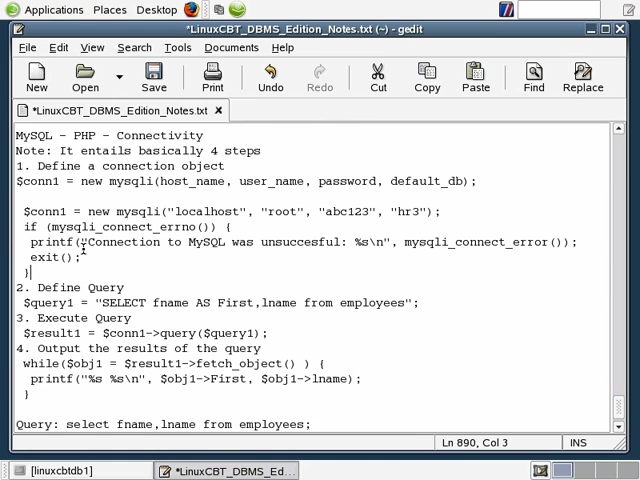 Applications Places Desktop
*LinuxCBT_DBMS_Edition_Notes.txt (~) - gedit
File Edit View Search Tools Documents Help
New Open Save Print Undo Redo Cut Copy Paste Find Replace
*LinuxCBT_DBMS_Edition_Notes.txt
MySQL - PHP - Connectivity
Note: It entails basically 4 steps
1. Define a connection object
$conn1 = new mysqli(host_name, user_name, password, default_db);
$conn1 = new mysqli("localhost", "root", "abc123", "hr3");
if (mysqli_connect_errno()) {
printf("Connection to MySQL was unsuccesful: %s\n", mysqli_connect_error());
exit();
}
2. Define Query
$query1 = "SELECT fname AS First,lname from employees";
3. Execute Query
$result1 = $conn1->query($query1);
4. Output the results of the query
while($obj1 = $result1->fetch_object() ) {
printf("%s %s\n", $obj1->First, $obj1->lname);
}
Query: select fname,lname from employees;
Ln 890, Col 3 INS
[linuxcbtdb1] *LinuxCBT_DBMS_Ed...